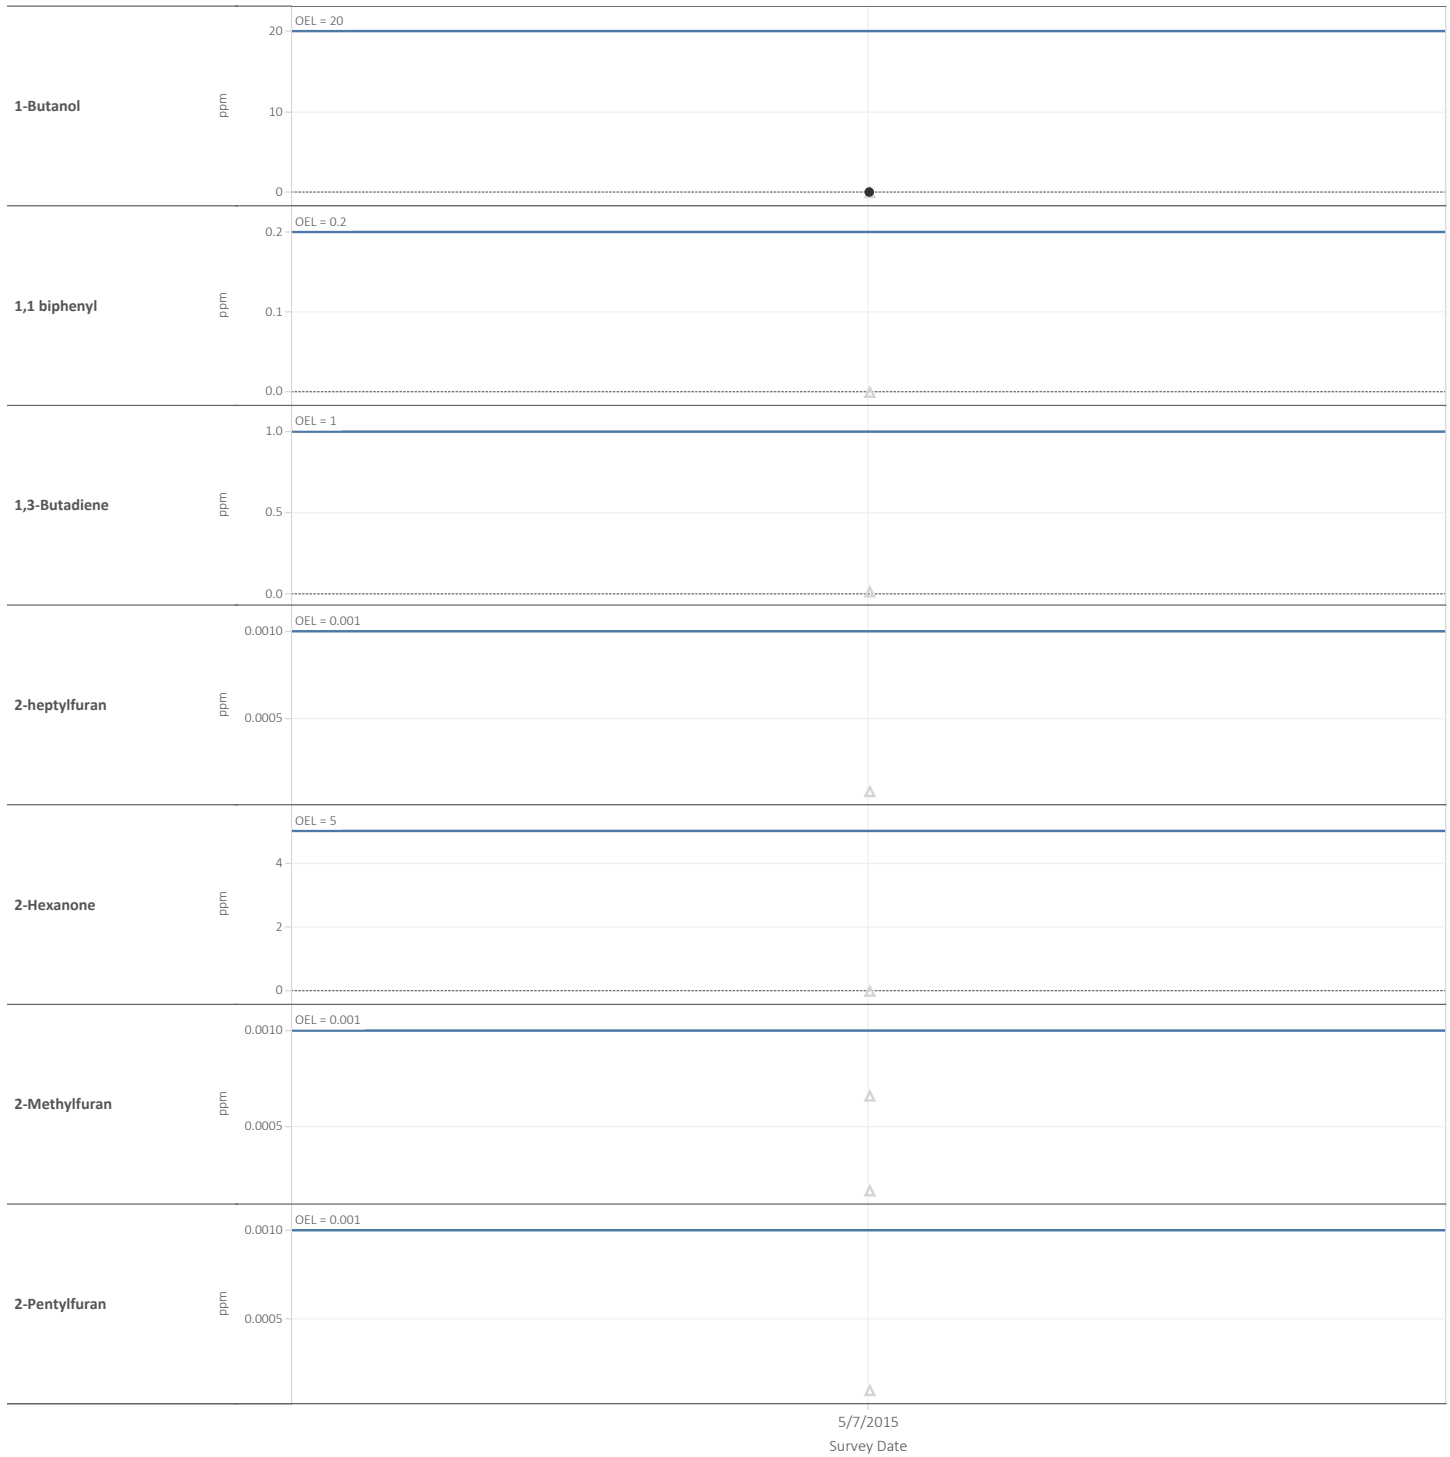 OEL = 20
20
1-Butanol
ppm
10
0
OEL = 0.2
0.2
1,1 biphenyl
ppm
0.1
0.0
OEL = 1
1.0
1,3-Butadiene
ppm
0.5
0.0
OEL = 0.001
0.0010
2-heptylfuran
ppm
0.0005
OEL = 5
4
2-Hexanone
ppm
2
0
OEL = 0.001
0.0010
2-Methylfuran
ppm
0.0005
OEL = 0.001
0.0010
2-Pentylfuran
ppm
0.0005
5/7/2015
Survey Date